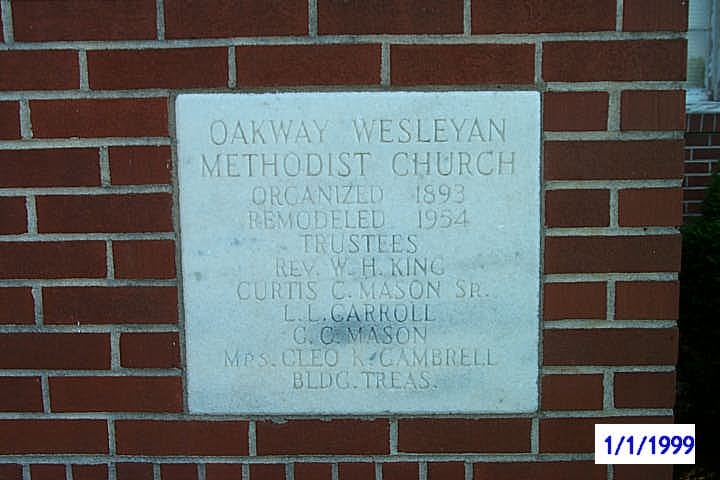 OAKWAY WESLEYAN
METHODIST CHURCH
ORGANIZED 1893
REMODELED 1954
TRUSTEES
REV. W. H. KING
CURTIS C. MASON SR.
L. L. CARROLL
G. C. MASON
MRS. CLEO K. GAMBRELL
BLDG. TREAS.
1/1/1999